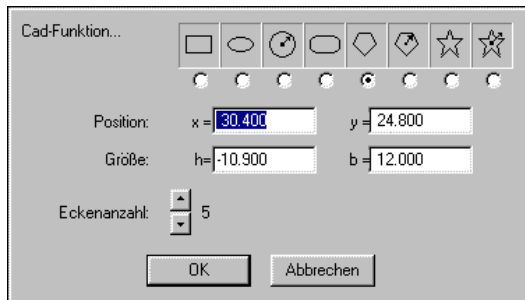 Cad-Funktion...
Position: x = 30.400 y = 24.800
Größe: h= -10.900 b = 12.000
Eckenanzahl: 5
OK Abbrechen